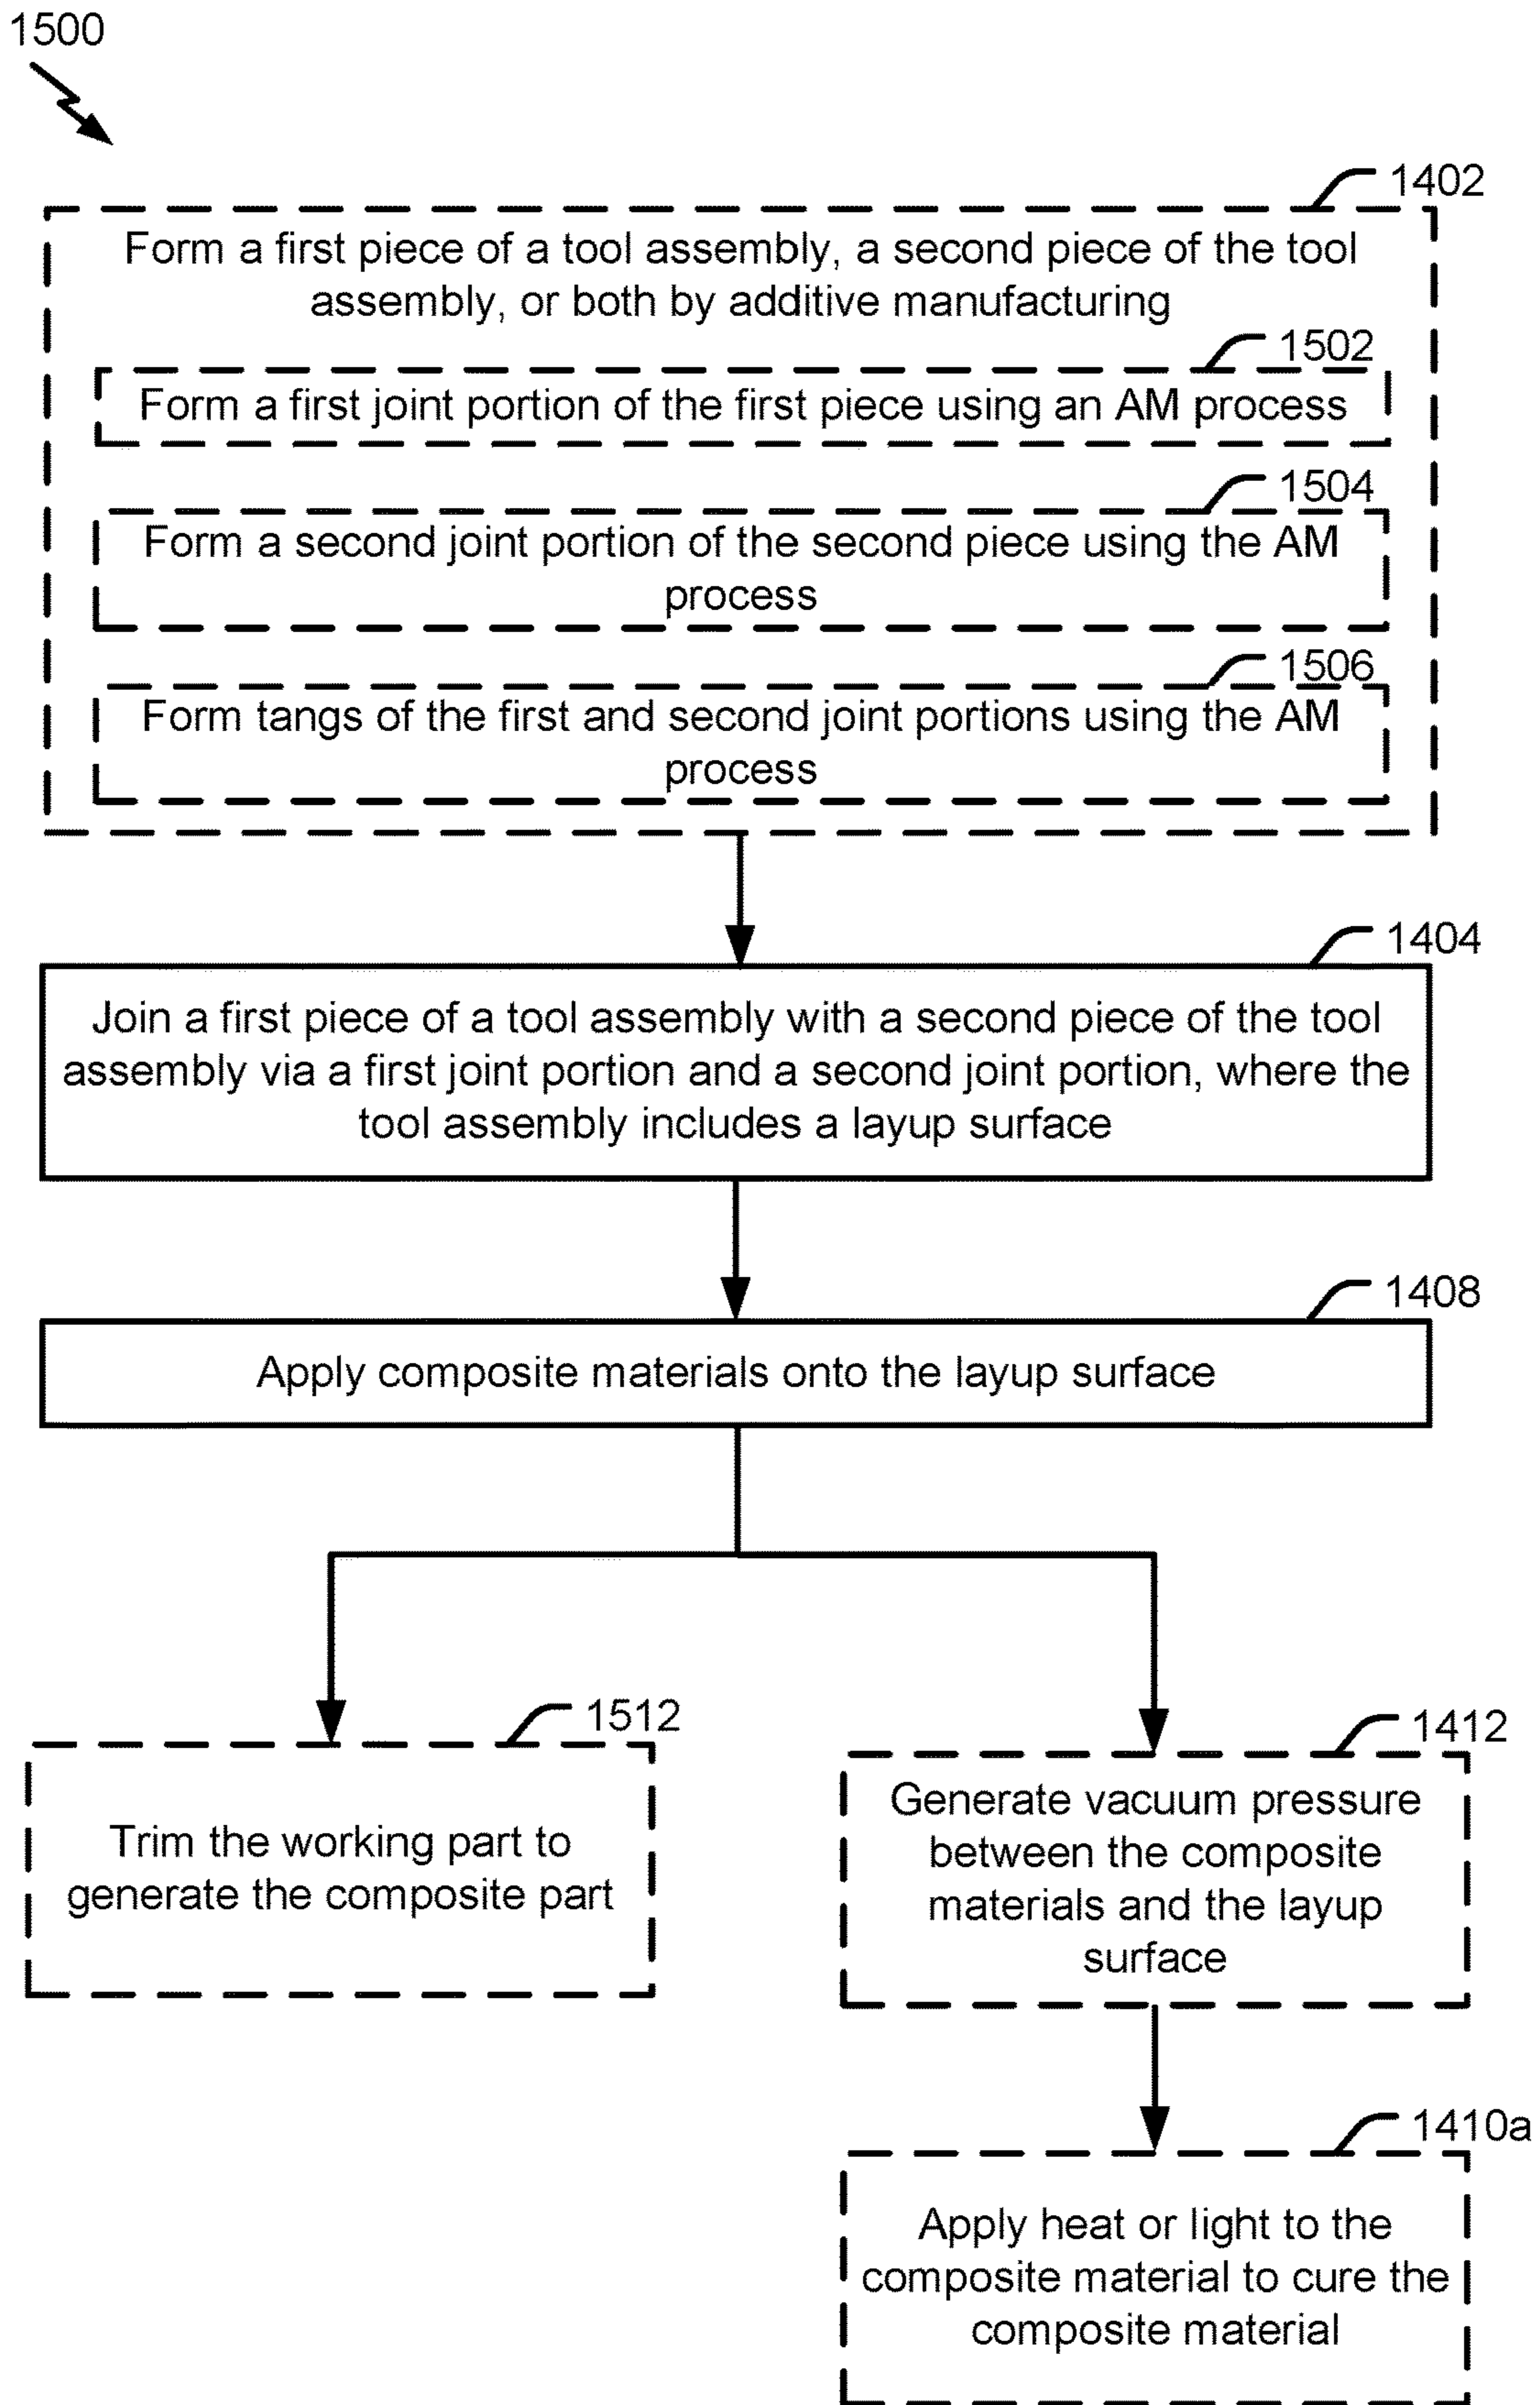 1500
1402
Form a first piece of a tool assembly, a second piece of the tool
assembly, or both by additive manufacturing
1502
Form a first joint portion of the first piece using an AM process
1504
Form a second joint portion of the second piece using the AM
process
1506
Form tangs of the first and second joint portions using the AM
process
1404
Join a first piece of a tool assembly with a second piece of the tool
assembly via a first joint portion and a second joint portion, where the
tool assembly includes a layup surface
1408
Apply composite materials onto the layup surface
1512
Trim the working part to
generate the composite part
1412
Generate vacuum pressure
between the composite
materials and the layup
surface
1410a
Apply heat or light to the
composite material to cure the
composite material